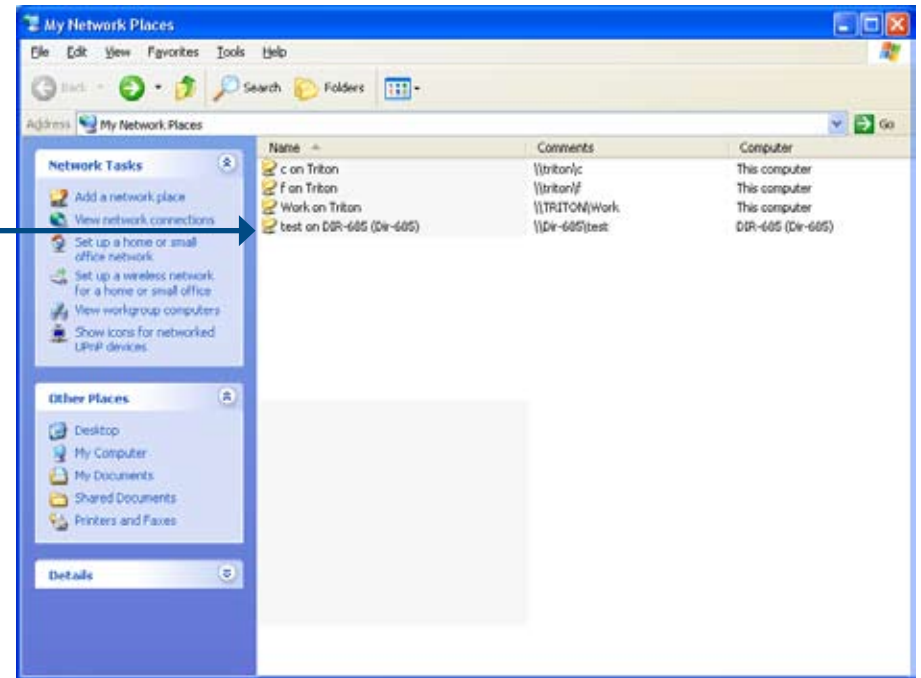 My Network Places
File Edit View Favorites Tools Help
Back Search Folders
Address My Network Places Go
Name Comments Computer
c on Triton \\triton\c This computer
f on Triton \\triton\f This computer
Work on Triton \\TRITON\Work This computer
test on DIR-685 (Dir-685) \\Dir-685\test DIR-685 (Dir-685)
Network Tasks
Add a network place
View network connections
Set up a home or small
office network
Set up a wireless network
for a home or small office
View workgroup computers
Show icons for networked
UPnP devices
Other Places
Desktop
My Computer
My Documents
Shared Documents
Printers and Faxes
Details